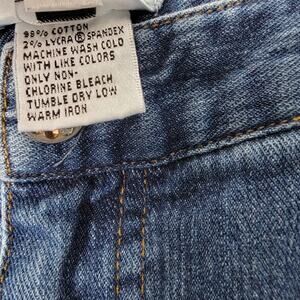 98% COTTON
2% LYCRA® SPANDEX
MACHINE WASH COLD
WITH LIKE COLORS
ONLY NON-
CHLORINE BLEACH
TUMBLE DRY LOW
WARM IRON